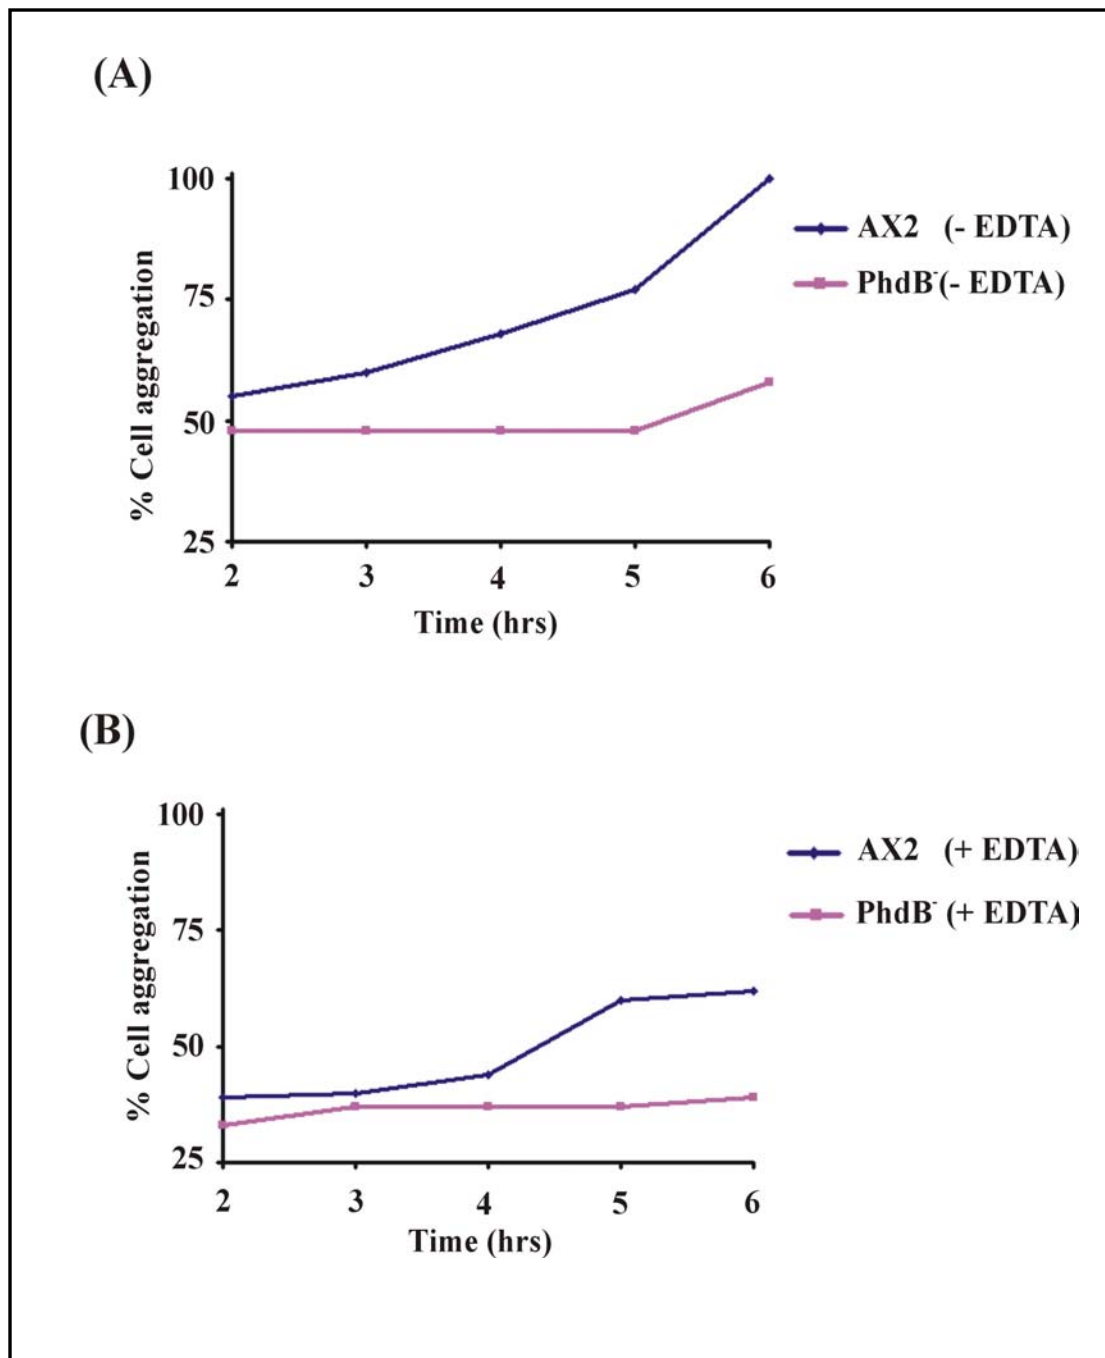 (A)
100
75
50
25
2 3 4 5 6
% Cell aggregation
Time (hrs)
AX2 (- EDTA)
PhdB⁻(- EDTA)
(B)
100
75
50
25
2 3 4 5 6
% Cell aggregation
Time (hrs)
AX2 (+ EDTA)
PhdB⁻ (+ EDTA)